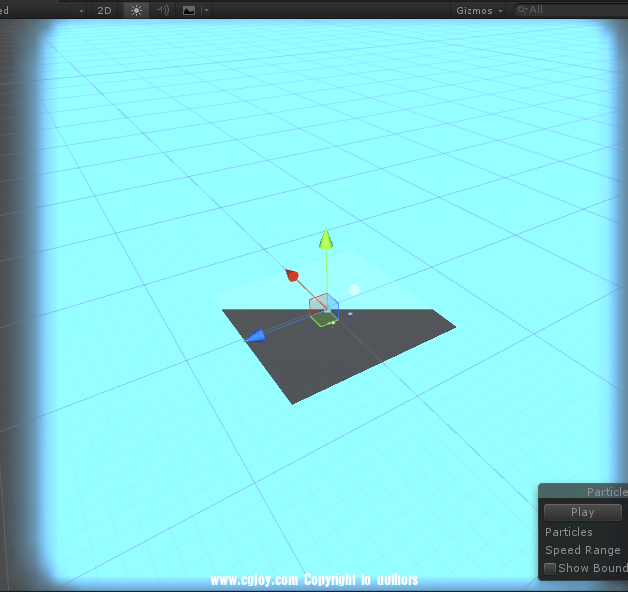 ed 2D Gizmos All
Particle
Play
Particles
Speed Range
Show Bound
www.cgjoy.com Copyright to authors